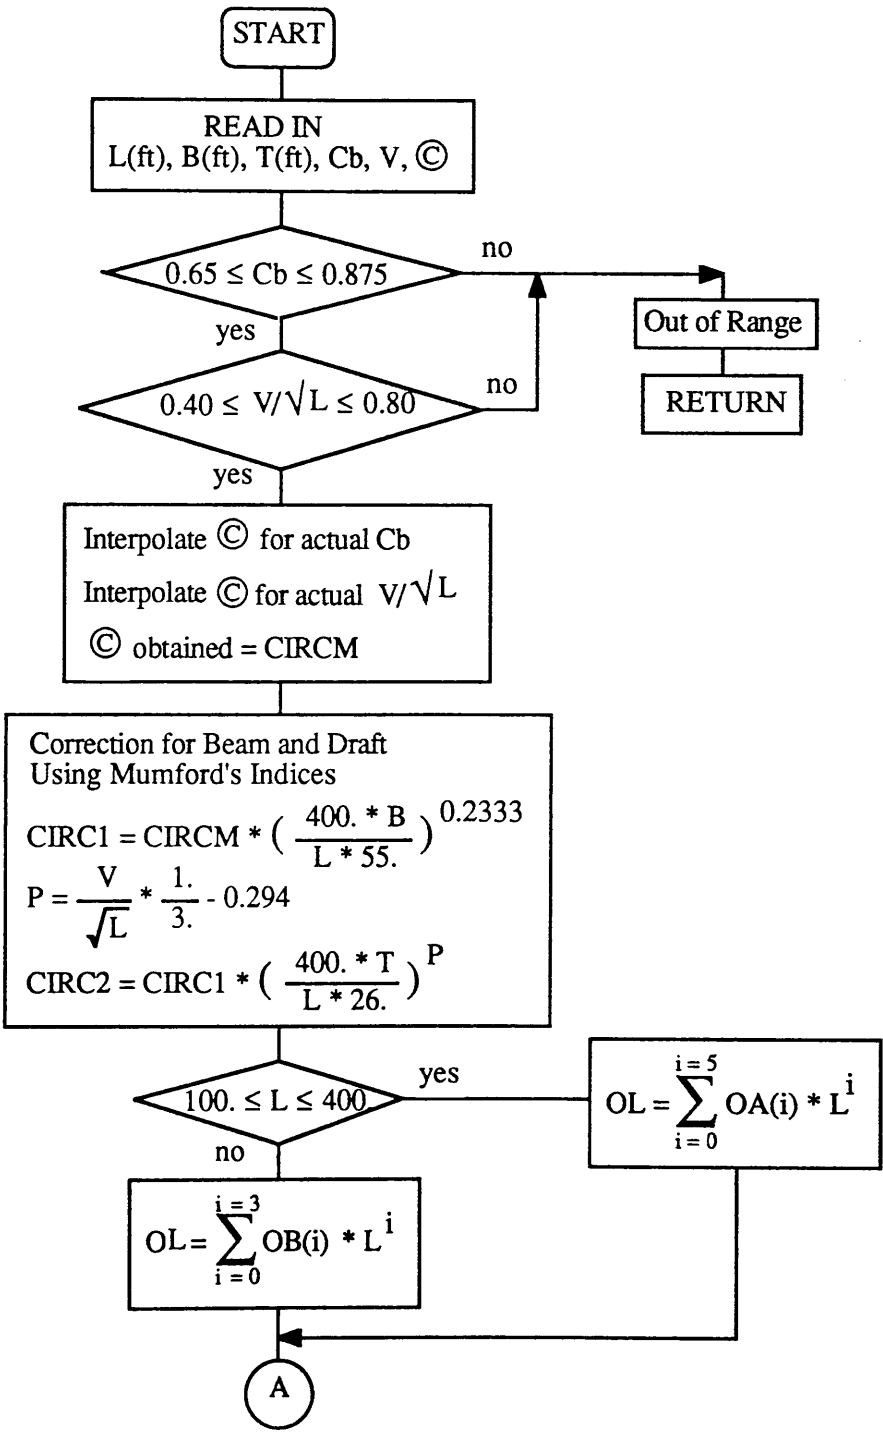 START
READ IN
L(ft), B(ft), T(ft), Cb, V, ©
0.65 ≤ Cb ≤ 0.875
no
yes
Out of Range
RETURN
0.40 ≤ V/√L ≤ 0.80
no
yes
Interpolate © for actual Cb
Interpolate © for actual V/√L
© obtained = CIRCM
Correction for Beam and Draft
Using Mumford's Indices
CIRC1 = CIRCM * ( 400. * B / L * 55. ) ^ 0.2333
P = V / √L * 1. / 3. - 0.294
CIRC2 = CIRC1 * ( 400. * T / L * 26. ) ^ P
100. ≤ L ≤ 400.
yes
no
i = 5
OL = ∑ OA(i) * L^i
i = 0
i = 3
OL = ∑ OB(i) * L^i
i = 0
A